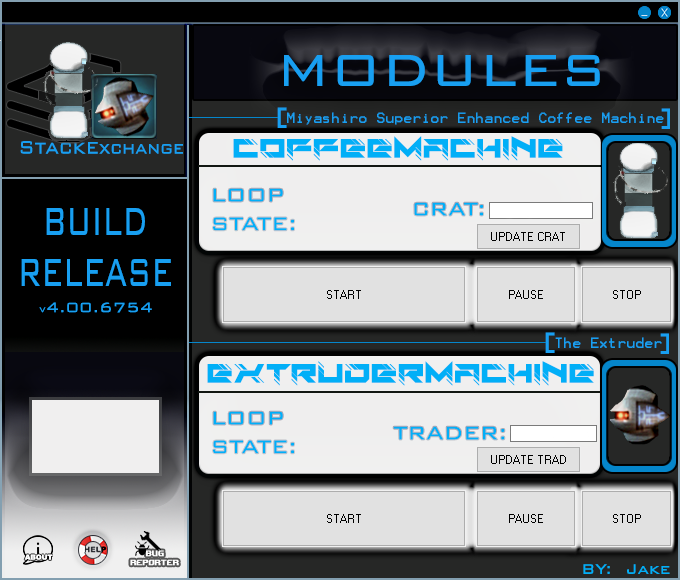 MODULES
StackExchange
[Miyashiro Superior Enhanced Coffee Machine]
COFFEEMACHINE
LOOP
STATE:
CRAT:
UPDATE CRAT
START PAUSE STOP
BUILD
RELEASE
v4.00.6754
[The Extruder]
EXTRUDERMACHINE
LOOP
STATE:
TRADER:
UPDATE TRAD
START PAUSE STOP
i
ABOUT
HELP
BUG
REPORTER
BY: Jake